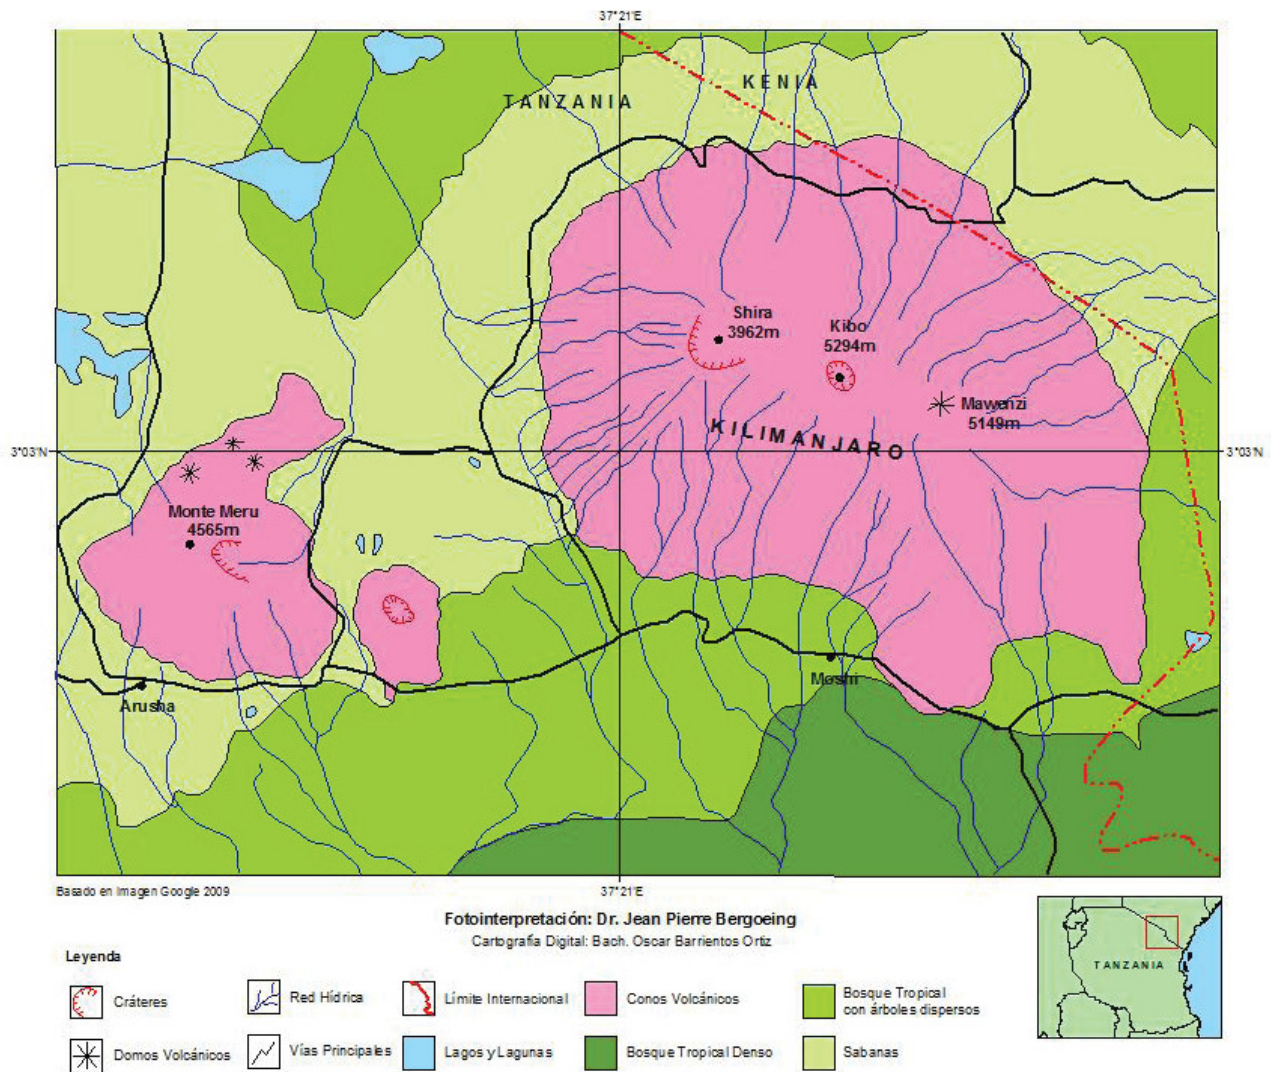 37°21'E
TANZANIA
KENIA
Shira
3962m
Kibo
5294m
Mawenzi
5149m
KILIMANJARO
3°03'N
3°03'N
Monte Meru
4565m
Moshi
Arusha
37°21'E
Basado en Imagen Google 2009
Fotointerpretación: Dr. Jean Pierre Bergoeing
Cartografía Digital: Bach. Oscar Barrientos Ortiz
Leyenda
Cráteres
Red Hídrica
Límite Internacional
Conos Volcánicos
Bosque Tropical
con árboles dispersos
Domos Volcánicos
Vías Principales
Lagos y Lagunas
Bosque Tropical Denso
Sabanas
TANZANIA